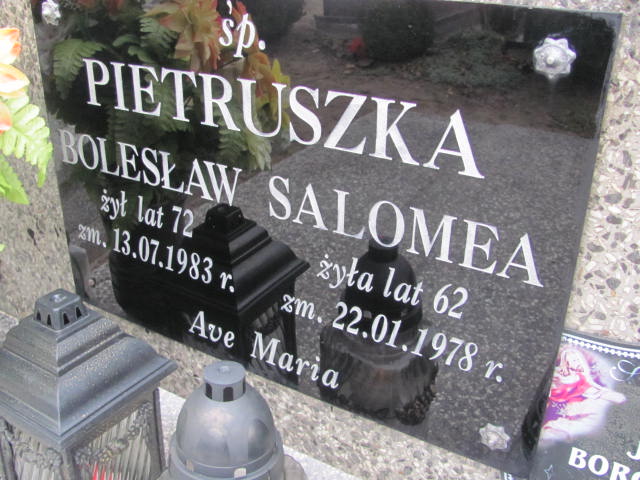 śp.
PIETRUSZKA
BOLESŁAW SALOMEA
żył lat 72 żyła lat 62
zm. 13.07.1983 r. zm. 22.01.1978 r.
Ave Maria